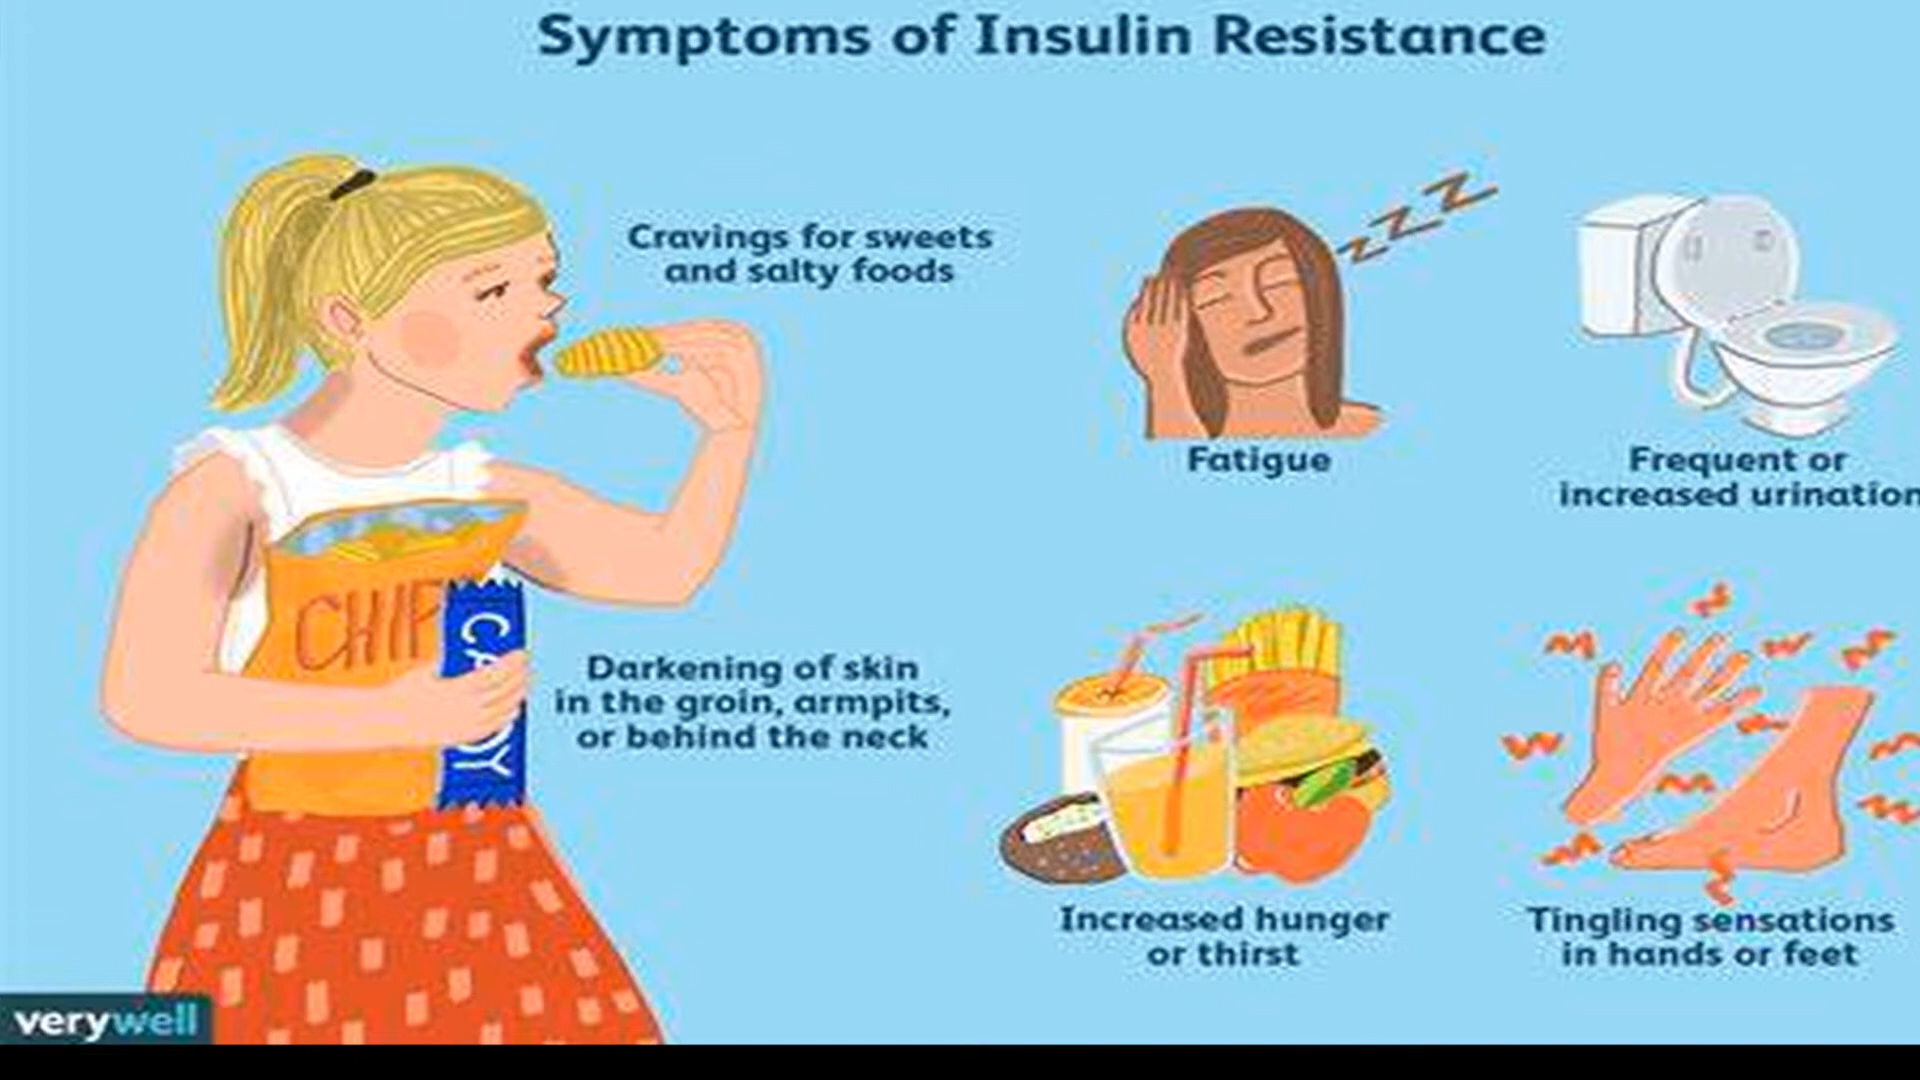 Symptoms of Insulin Resistance
Cravings for sweets
and salty foods
Fatigue
Frequent or
increased urination
CHIP
CANDY
Darkening of skin
in the groin, armpits,
or behind the neck
Increased hunger
or thirst
Tingling sensations
in hands or feet
verywell